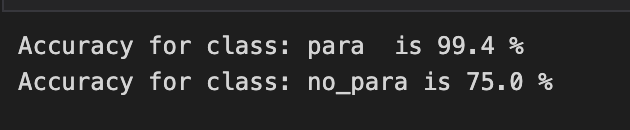 Accuracy for class: para  is 99.4 %
Accuracy for class: no_para is 75.0 %